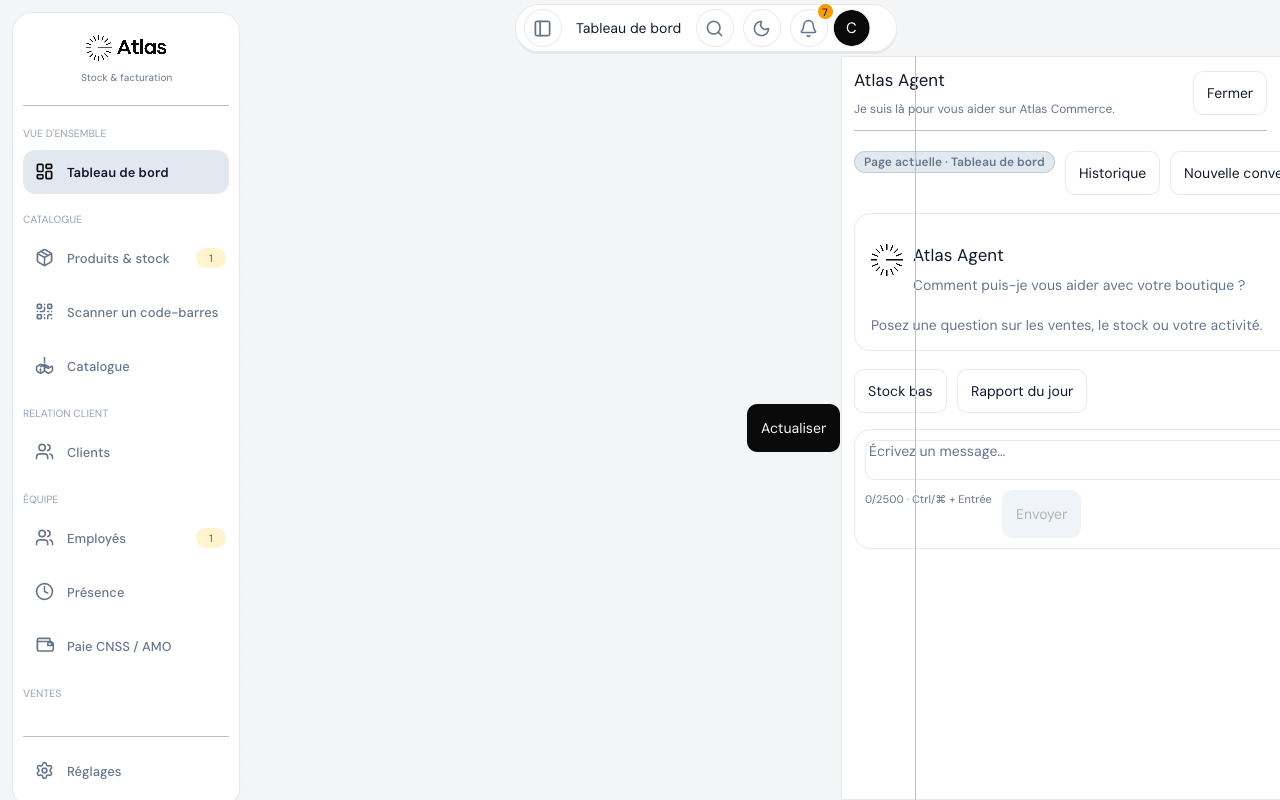 Atlas
Stock & facturation
VUE D'ENSEMBLE
Tableau de bord
CATALOGUE
Produits & stock 1
Scanner un code-barres
Catalogue
RELATION CLIENT
Clients
ÉQUIPE
Employés 1
Présence
Paie CNSS / AMO
VENTES
Réglages
Tableau de bord
7
C
Actualiser
Atlas Agent
Je suis là pour vous aider sur Atlas Commerce.
Fermer
Page actuelle · Tableau de bord
Historique
Nouvelle conve
Atlas Agent
Comment puis-je vous aider avec votre boutique ?
Posez une question sur les ventes, le stock ou votre activité.
Stock bas
Rapport du jour
Écrivez un message…
0/2500 · Ctrl/⌘ + Entrée
Envoyer